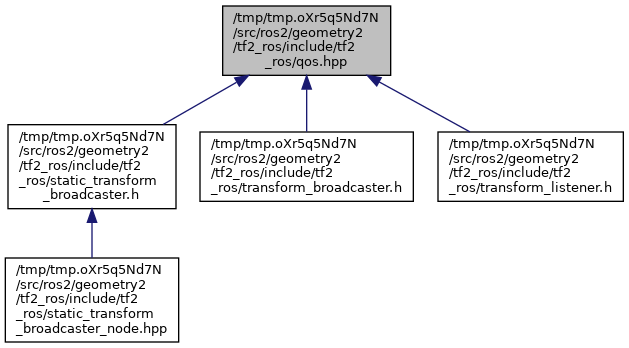 /tmp/tmp.oXr5q5Nd7N
/src/ros2/geometry2
/tf2_ros/include/tf2
_ros/qos.hpp
/tmp/tmp.oXr5q5Nd7N
/src/ros2/geometry2
/tf2_ros/include/tf2
_ros/static_transform
_broadcaster.h
/tmp/tmp.oXr5q5Nd7N
/src/ros2/geometry2
/tf2_ros/include/tf2
_ros/transform_broadcaster.h
/tmp/tmp.oXr5q5Nd7N
/src/ros2/geometry2
/tf2_ros/include/tf2
_ros/transform_listener.h
/tmp/tmp.oXr5q5Nd7N
/src/ros2/geometry2
/tf2_ros/include/tf2
_ros/static_transform
_broadcaster_node.hpp